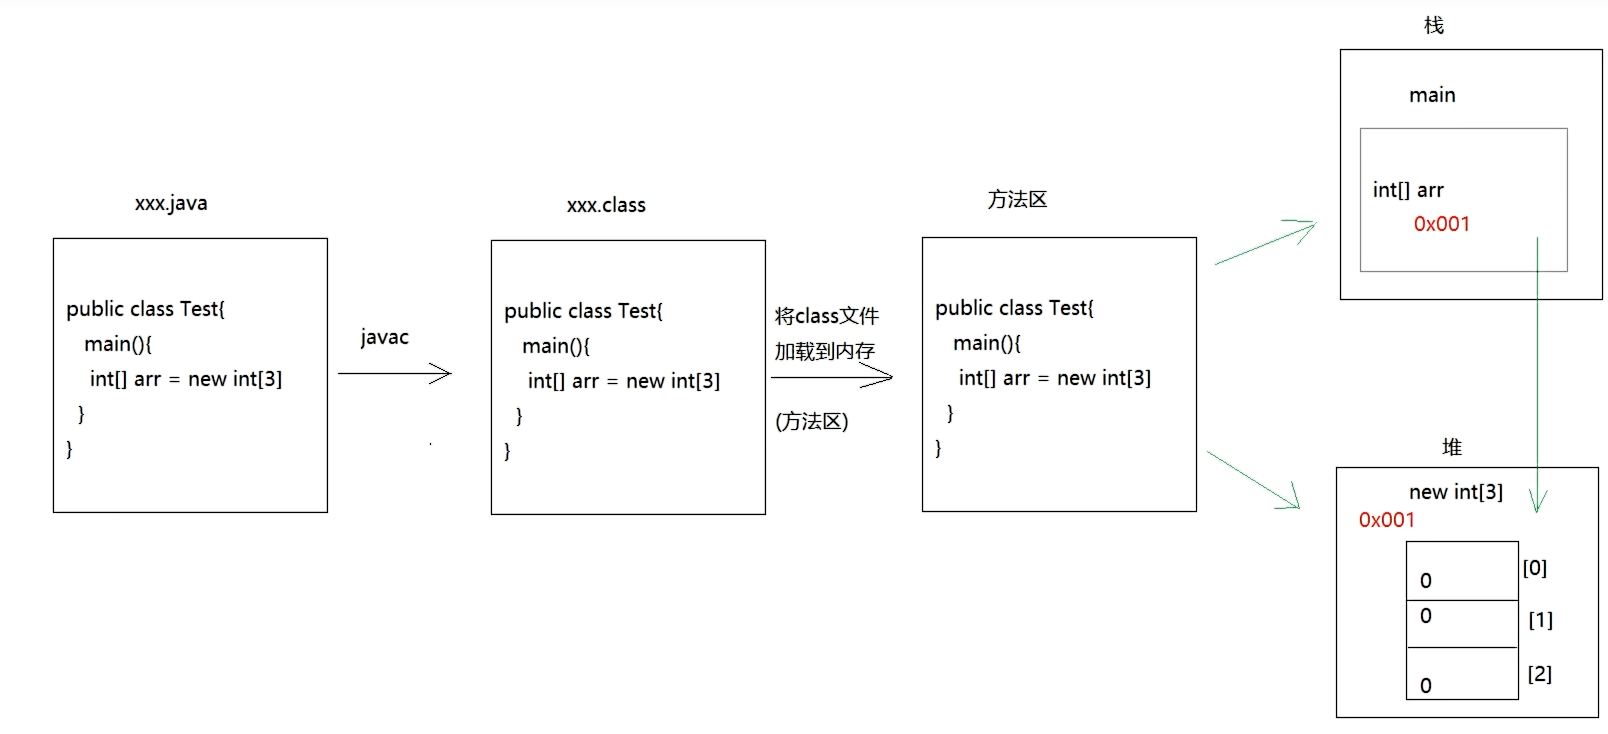 xxx.java
public class Test{
main(){
int[] arr = new int[3]
}
}
javac
xxx.class
public class Test{
main(){
int[] arr = new int[3]
}
}
将class文件
加载到内存
(方法区)
方法区
public class Test{
main(){
int[] arr = new int[3]
}
}
栈
main
int[] arr
0x001
堆
new int[3]
0x001
0 [0]
0 [1]
0 [2]